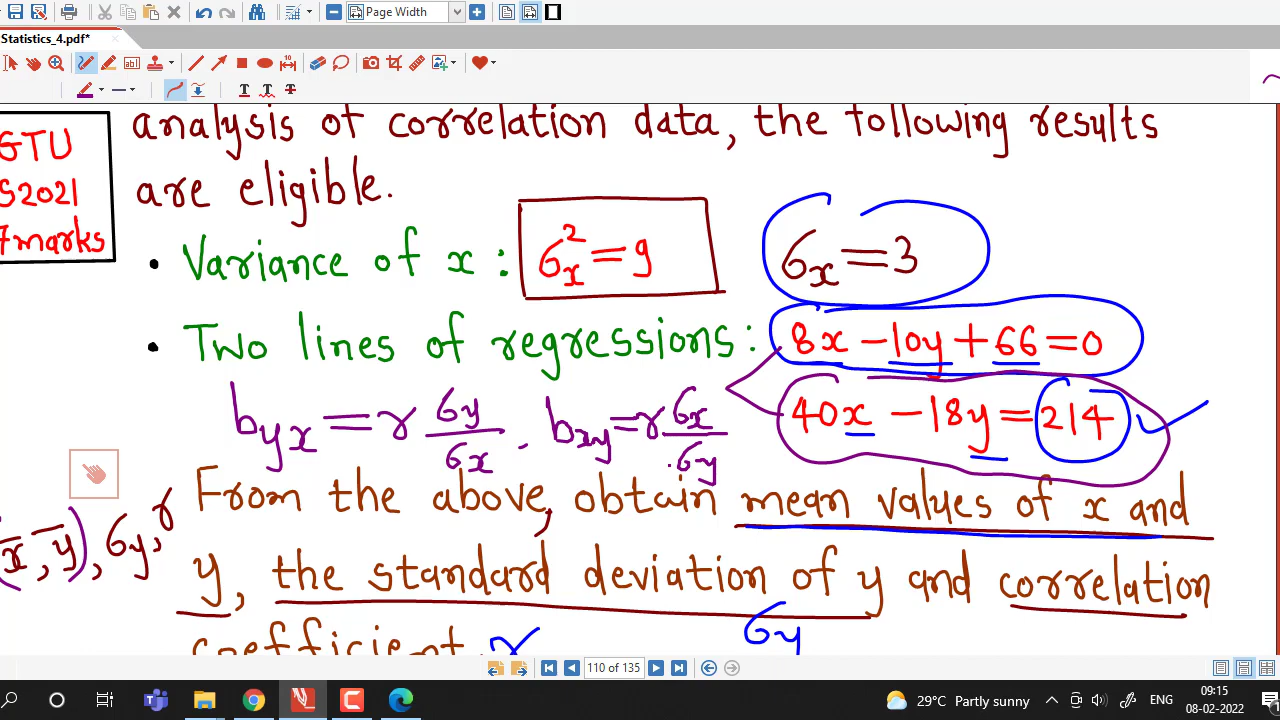 Page Width
Statistics_4.pdf*
analysis of correlation data, the following results
are eligible.
GTU
S2021
7marks
• Variance of x : σx² = 9 σx = 3
• Two lines of regressions: 8x − 10y + 66 = 0
40x − 18y = 214
byx = r σy/σx , bxy = r σx/σy
From the above, obtain mean values of x and
y, the standard deviation of y and correlation
(x̄, ȳ), σy, r
coefficient. r
σy
110 of 135
29°C Partly sunny
ENG
09:15
08-02-2022